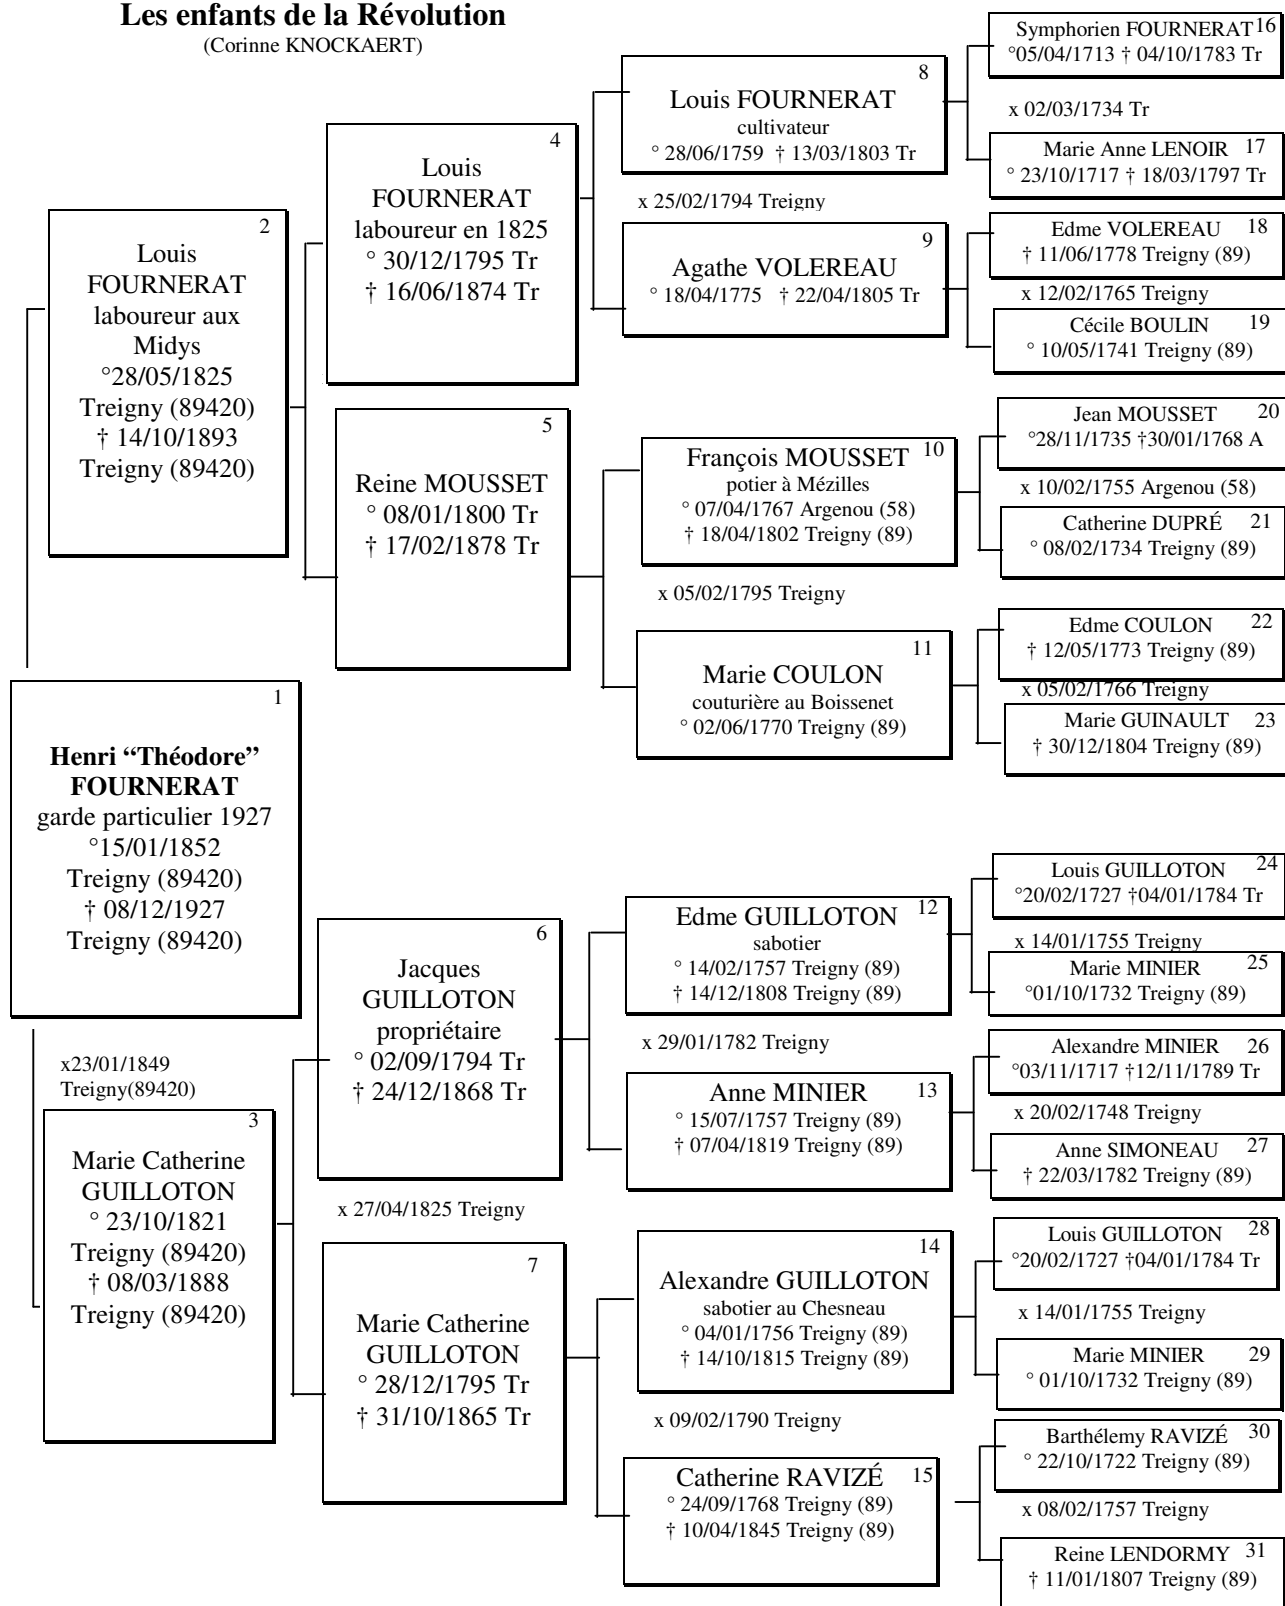 Les enfants de la Révolution
(Corinne KNOCKAERT)
1
Henri “Théodore”
FOURNERAT
garde particulier 1927
°15/01/1852
Treigny (89420)
† 08/12/1927
Treigny (89420)
2
Louis
FOURNERAT
laboureur aux
Midys
°28/05/1825
Treigny (89420)
† 14/10/1893
Treigny (89420)
x23/01/1849
Treigny(89420)
3
Marie Catherine
GUILLOTON
° 23/10/1821
Treigny (89420)
† 08/03/1888
Treigny (89420)
4
Louis
FOURNERAT
laboureur en 1825
° 30/12/1795 Tr
† 16/06/1874 Tr
5
Reine MOUSSET
° 08/01/1800 Tr
† 17/02/1878 Tr
6
Jacques
GUILLOTON
propriétaire
° 02/09/1794 Tr
† 24/12/1868 Tr
x 27/04/1825 Treigny
7
Marie Catherine
GUILLOTON
° 28/12/1795 Tr
† 31/10/1865 Tr
8
Louis FOURNERAT
cultivateur
° 28/06/1759 † 13/03/1803 Tr
x 25/02/1794 Treigny
9
Agathe VOLEREAU
° 18/04/1775 † 22/04/1805 Tr
François MOUSSET 10
potier à Mézilles
° 07/04/1767 Argenou (58)
† 18/04/1802 Treigny (89)
x 05/02/1795 Treigny
11
Marie COULON
couturière au Boissenet
° 02/06/1770 Treigny (89)
Edme GUILLOTON 12
sabotier
° 14/02/1757 Treigny (89)
† 14/12/1808 Treigny (89)
x 29/01/1782 Treigny
Anne MINIER 13
° 15/07/1757 Treigny (89)
† 07/04/1819 Treigny (89)
14
Alexandre GUILLOTON
sabotier au Chesneau
° 04/01/1756 Treigny (89)
† 14/10/1815 Treigny (89)
x 09/02/1790 Treigny
Catherine RAVIZÉ 15
° 24/09/1768 Treigny (89)
† 10/04/1845 Treigny (89)
Symphorien FOURNERAT 16
°05/04/1713 † 04/10/1783 Tr
x 02/03/1734 Tr
Marie Anne LENOIR 17
° 23/10/1717 † 18/03/1797 Tr
Edme VOLEREAU 18
† 11/06/1778 Treigny (89)
x 12/02/1765 Treigny
Cécile BOULIN 19
° 10/05/1741 Treigny (89)
Jean MOUSSET 20
°28/11/1735 †30/01/1768 A
x 10/02/1755 Argenou (58)
Catherine DUPRÉ 21
° 08/02/1734 Treigny (89)
Edme COULON 22
† 12/05/1773 Treigny (89)
x 05/02/1766 Treigny
Marie GUINAULT 23
† 30/12/1804 Treigny (89)
Louis GUILLOTON 24
°20/02/1727 †04/01/1784 Tr
x 14/01/1755 Treigny
Marie MINIER 25
°01/10/1732 Treigny (89)
Alexandre MINIER 26
°03/11/1717 †12/11/1789 Tr
x 20/02/1748 Treigny
Anne SIMONEAU 27
† 22/03/1782 Treigny (89)
Louis GUILLOTON 28
°20/02/1727 †04/01/1784 Tr
x 14/01/1755 Treigny
Marie MINIER 29
° 01/10/1732 Treigny (89)
Barthélemy RAVIZÉ 30
° 22/10/1722 Treigny (89)
x 08/02/1757 Treigny
Reine LENDORMY 31
† 11/01/1807 Treigny (89)